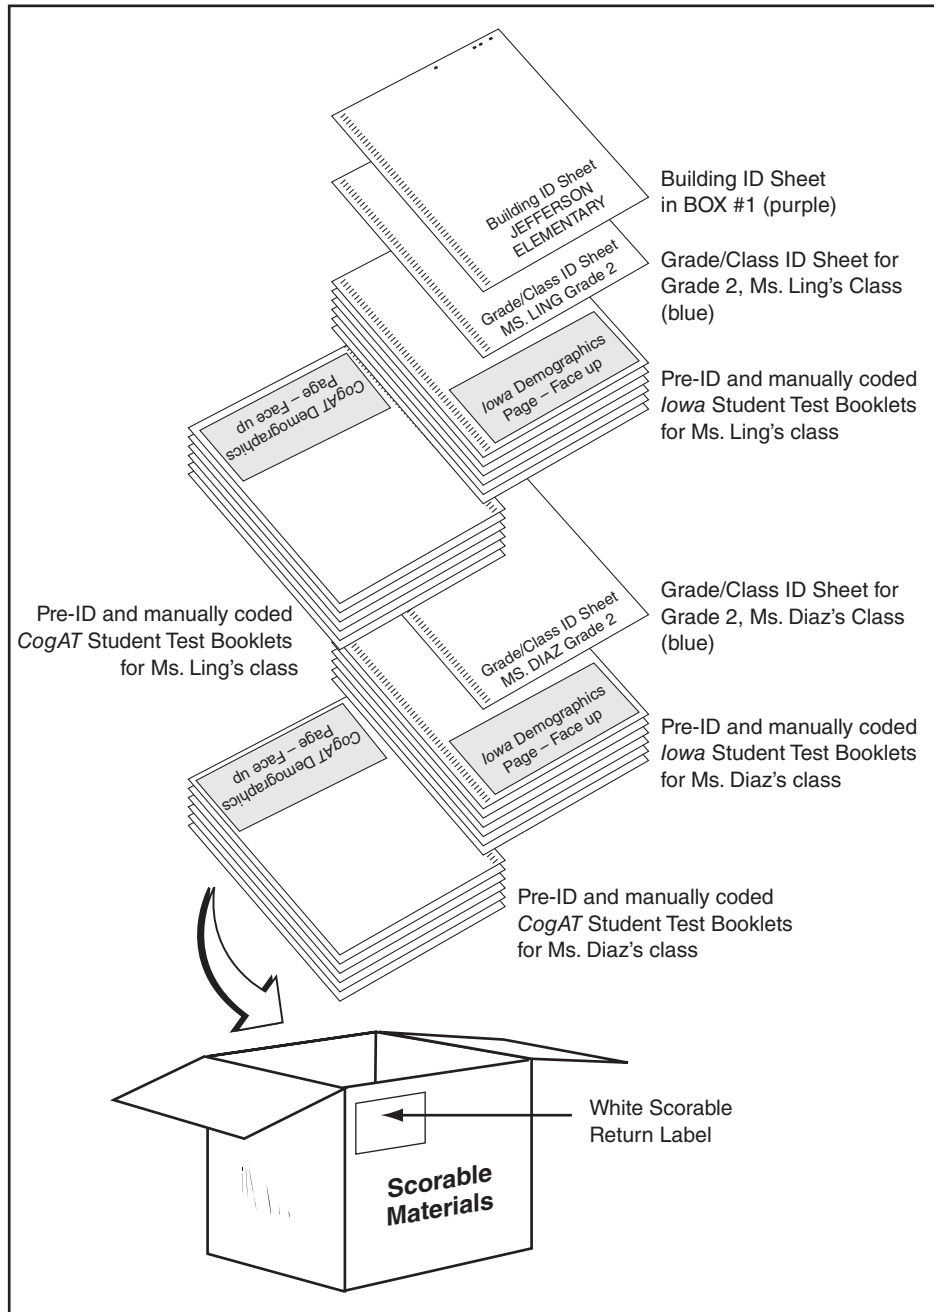 Building ID Sheet
JEFFERSON
ELEMENTARY
Building ID Sheet
in BOX #1 (purple)
Grade/Class ID Sheet
MS. LING Grade 2
Grade/Class ID Sheet for
Grade 2, Ms. Ling's Class
(blue)
Iowa Demographics
Page – Face up
Pre-ID and manually coded
Iowa Student Test Booklets
for Ms. Ling's class
CogAT Demographics
Page – Face up
Pre-ID and manually coded
CogAT Student Test Booklets
for Ms. Ling's class
Grade/Class ID Sheet
MS. DIAZ Grade 2
Grade/Class ID Sheet for
Grade 2, Ms. Diaz's Class
(blue)
Iowa Demographics
Page – Face up
Pre-ID and manually coded
Iowa Student Test Booklets
for Ms. Diaz's class
CogAT Demographics
Page – Face up
Pre-ID and manually coded
CogAT Student Test Booklets
for Ms. Diaz's class
White Scorable
Return Label
Scorable
Materials